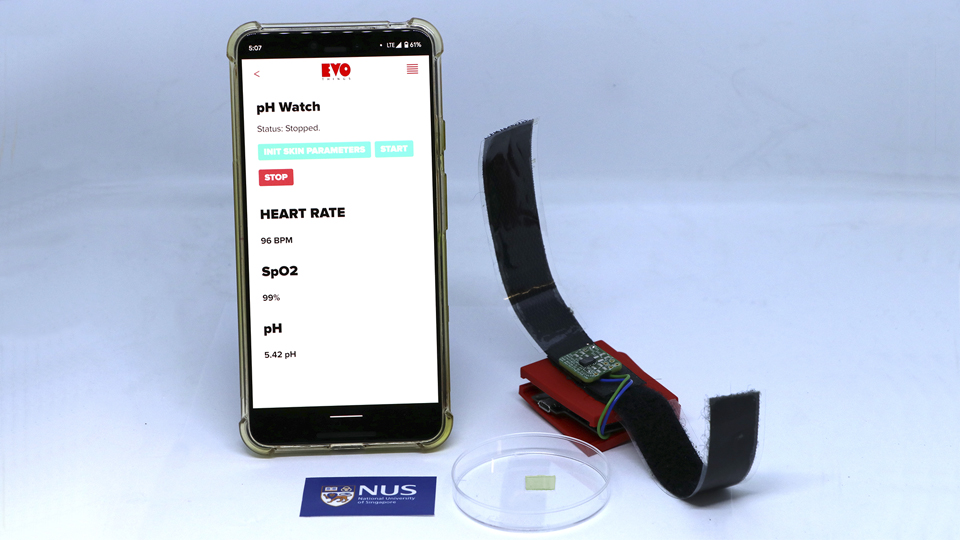 5:07
LTE 61%
<
EVO
THINGS
pH Watch
Status: Stopped.
INIT SKIN PARAMETERS START
STOP
HEART RATE
96 BPM
SpO2
99%
pH
5.42 pH
NUS
National University
of Singapore